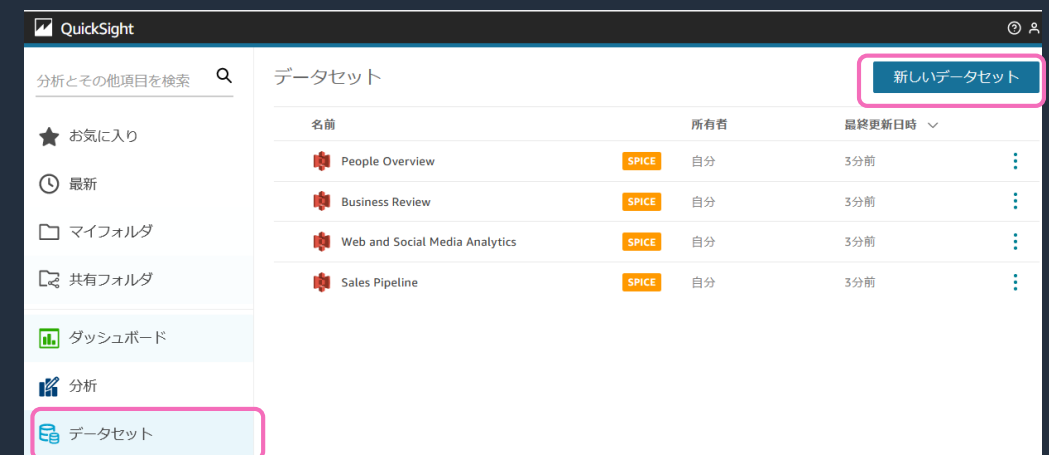 QuickSight
分析とその他項目を検索
お気に入り
最新
マイフォルダ
共有フォルダ
ダッシュボード
分析
データセット
データセット
新しいデータセット
名前 所有者 最終更新日時
People Overview SPICE 自分 3分前
Business Review SPICE 自分 3分前
Web and Social Media Analytics SPICE 自分 3分前
Sales Pipeline SPICE 自分 3分前